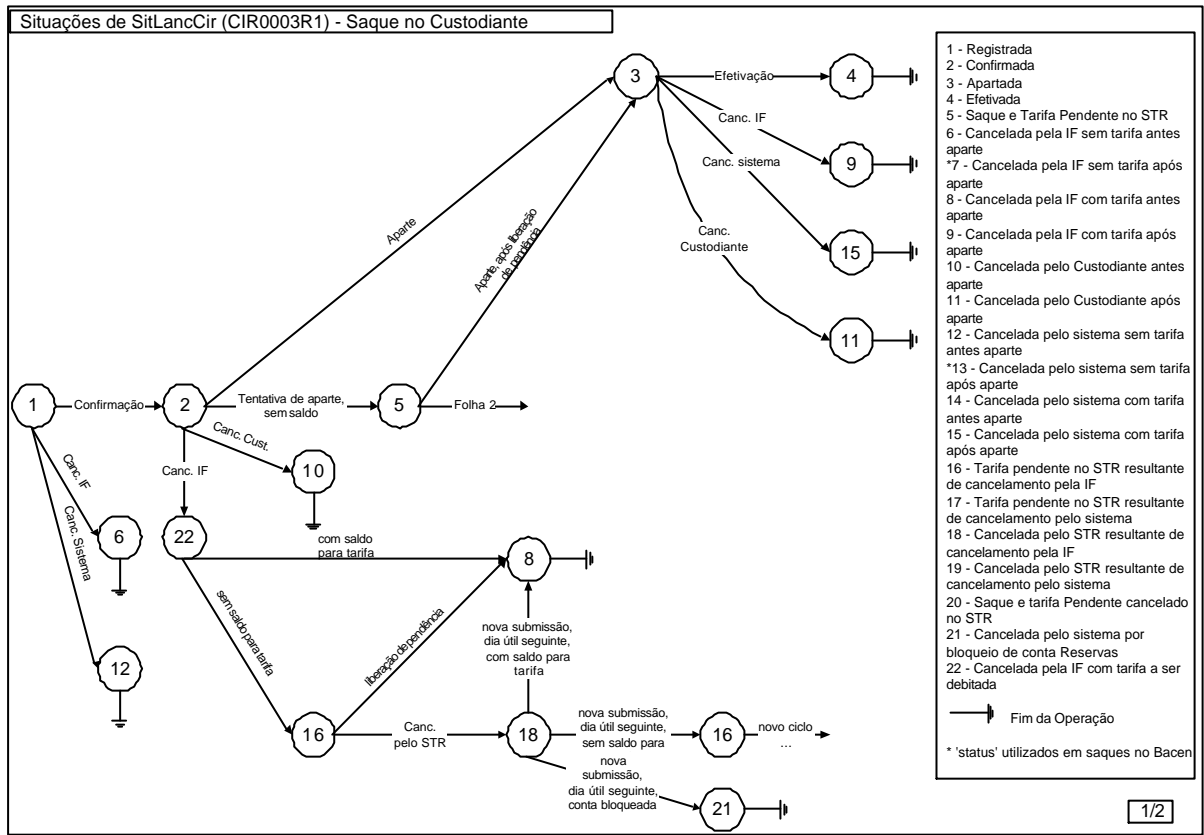 Situações de SitLancCir (CIR0003R1) - Saque no Custodiante
1 - Registrada
2 - Confirmada
3 - Apartada
4 - Efetivada
5 - Saque e Tarifa Pendente no STR
6 - Cancelada pela IF sem tarifa antes
aparte
*7 - Cancelada pela IF sem tarifa após
aparte
8 - Cancelada pela IF com tarifa antes
aparte
9 - Cancelada pela IF com tarifa após
aparte
10 - Cancelada pelo Custodiante antes
aparte
11 - Cancelada pelo Custodiante após
aparte
12 - Cancelada pelo sistema sem tarifa
antes aparte
*13 - Cancelada pelo sistema sem tarifa
após aparte
14 - Cancelada pelo sistema com tarifa
antes aparte
15 - Cancelada pelo sistema com tarifa
após aparte
16 - Tarifa pendente no STR resultante
de cancelamento pela IF
17 - Tarifa pendente no STR resultante
de cancelamento pelo sistema
18 - Cancelada pelo STR resultante de
cancelamento pela IF
19 - Cancelada pelo STR resultante de
cancelamento pelo sistema
20 - Saque e tarifa Pendente cancelado
no STR
21 - Cancelada pelo sistema por
bloqueio de conta Reservas
22 - Cancelada pela IF com tarifa a ser
debitada
Fim da Operação
* 'status' utilizados em saques no Bacen
1/2
3
Efetivação
4
Canc. IF
9
Canc. sistema
15
Canc.
Custodiante
11
Aparte
Aparte, após liberação
de pendência
1
Confirmação
2
Tentativa de aparte,
sem saldo
5
Folha 2
Canc. IF
6
Canc. Sistema
12
Canc. Cust.
10
Canc. IF
22
com saldo
para tarifa
8
sem saldo para tarifa
liberação de pendência
nova submissão,
dia útil seguinte,
com saldo para
tarifa
16
Canc.
pelo STR
18
nova submissão,
dia útil seguinte,
sem saldo para
16
novo ciclo
...
nova
submissão,
dia útil seguinte,
conta bloqueada
21